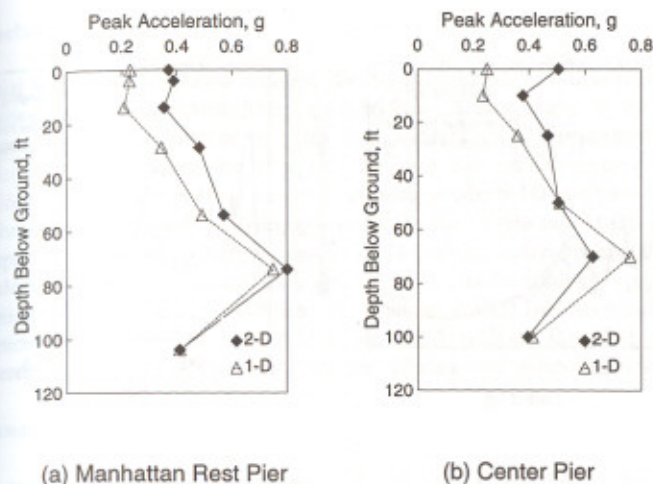 Peak Acceleration, g
0 0.2 0.4 0.6 0.8
Depth Below Ground, ft
0
20
40
60
80
100
120
2-D
1-D
(a) Manhattan Rest Pier
Peak Acceleration, g
0 0.2 0.4 0.6 0.8
Depth Below Ground, ft
0
20
40
60
80
100
120
2-D
1-D
(b) Center Pier